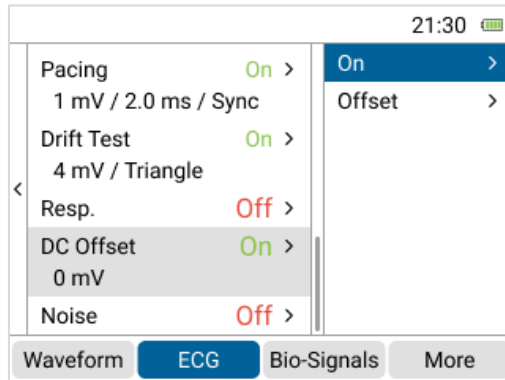 21:30
Pacing On >
1 mV / 2.0 ms / Sync
Drift Test On >
4 mV / Triangle
Resp. Off >
DC Offset On >
0 mV
Noise Off >
<
On >
Offset >
Waveform ECG Bio-Signals More